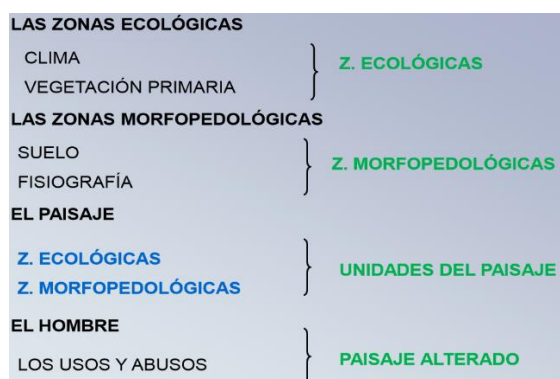 LAS ZONAS ECOLÓGICAS
CLIMA
Z. ECOLÓGICAS
VEGETACIÓN PRIMARIA
LAS ZONAS MORFOPEDOLÓGICAS
SUELO
Z. MORFOPEDOLÓGICAS
FISIOGRAFÍA
EL PAISAJE
Z. ECOLÓGICAS
UNIDADES DEL PAISAJE
Z. MORFOPEDOLÓGICAS
EL HOMBRE
LOS USOS Y ABUSOS
PAISAJE ALTERADO